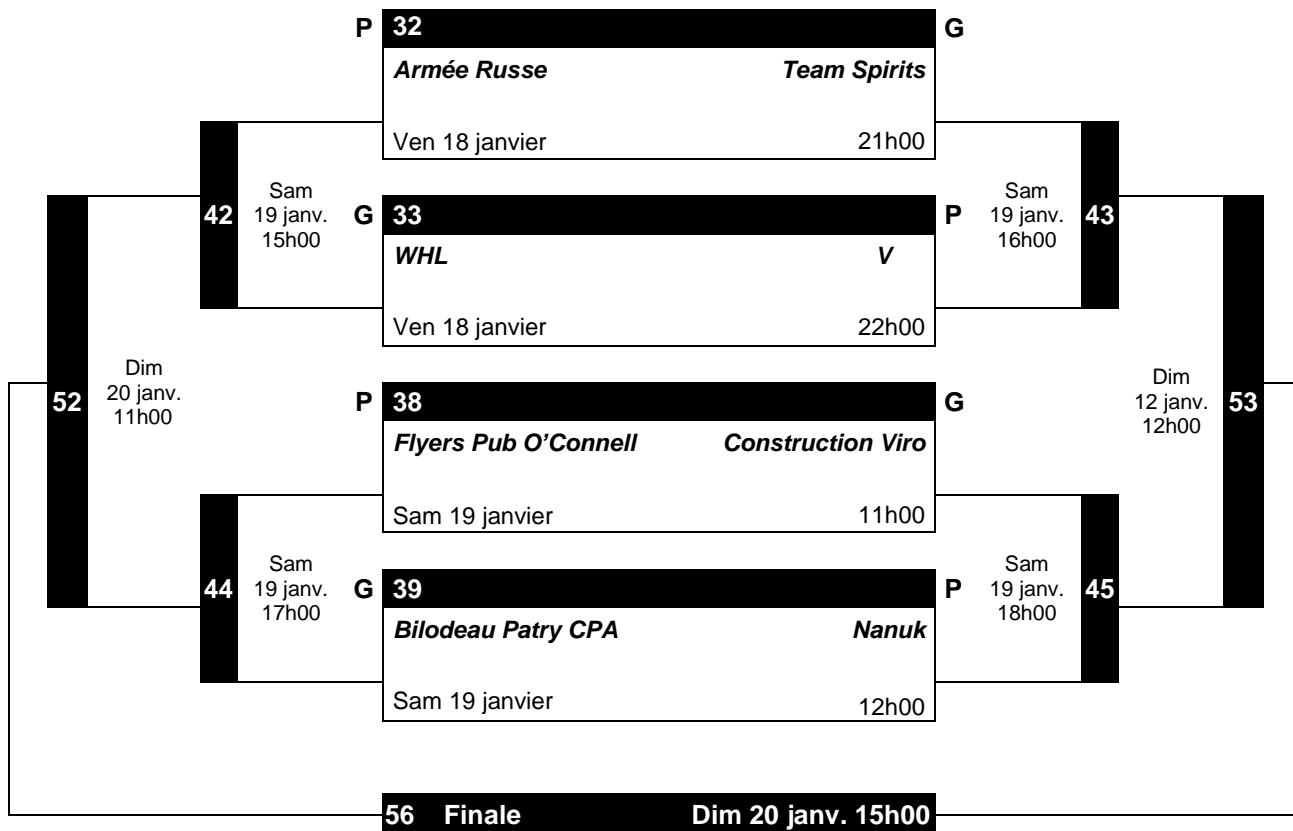 P 32 G
Armée Russe Team Spirits
Ven 18 janvier 21h00
42
Sam
19 janv.
15h00
G 33 P
Sam
19 janv.
16h00
43
WHL V
Ven 18 janvier 22h00
52
Dim
20 janv.
11h00
P 38 G
Dim
12 janv.
12h00
53
Flyers Pub O’Connell Construction Viro
Sam 19 janvier 11h00
44
Sam
19 janv.
17h00
G 39 P
Sam
19 janv.
18h00
45
Bilodeau Patry CPA Nanuk
Sam 19 janvier 12h00
56 Finale Dim 20 janv. 15h00